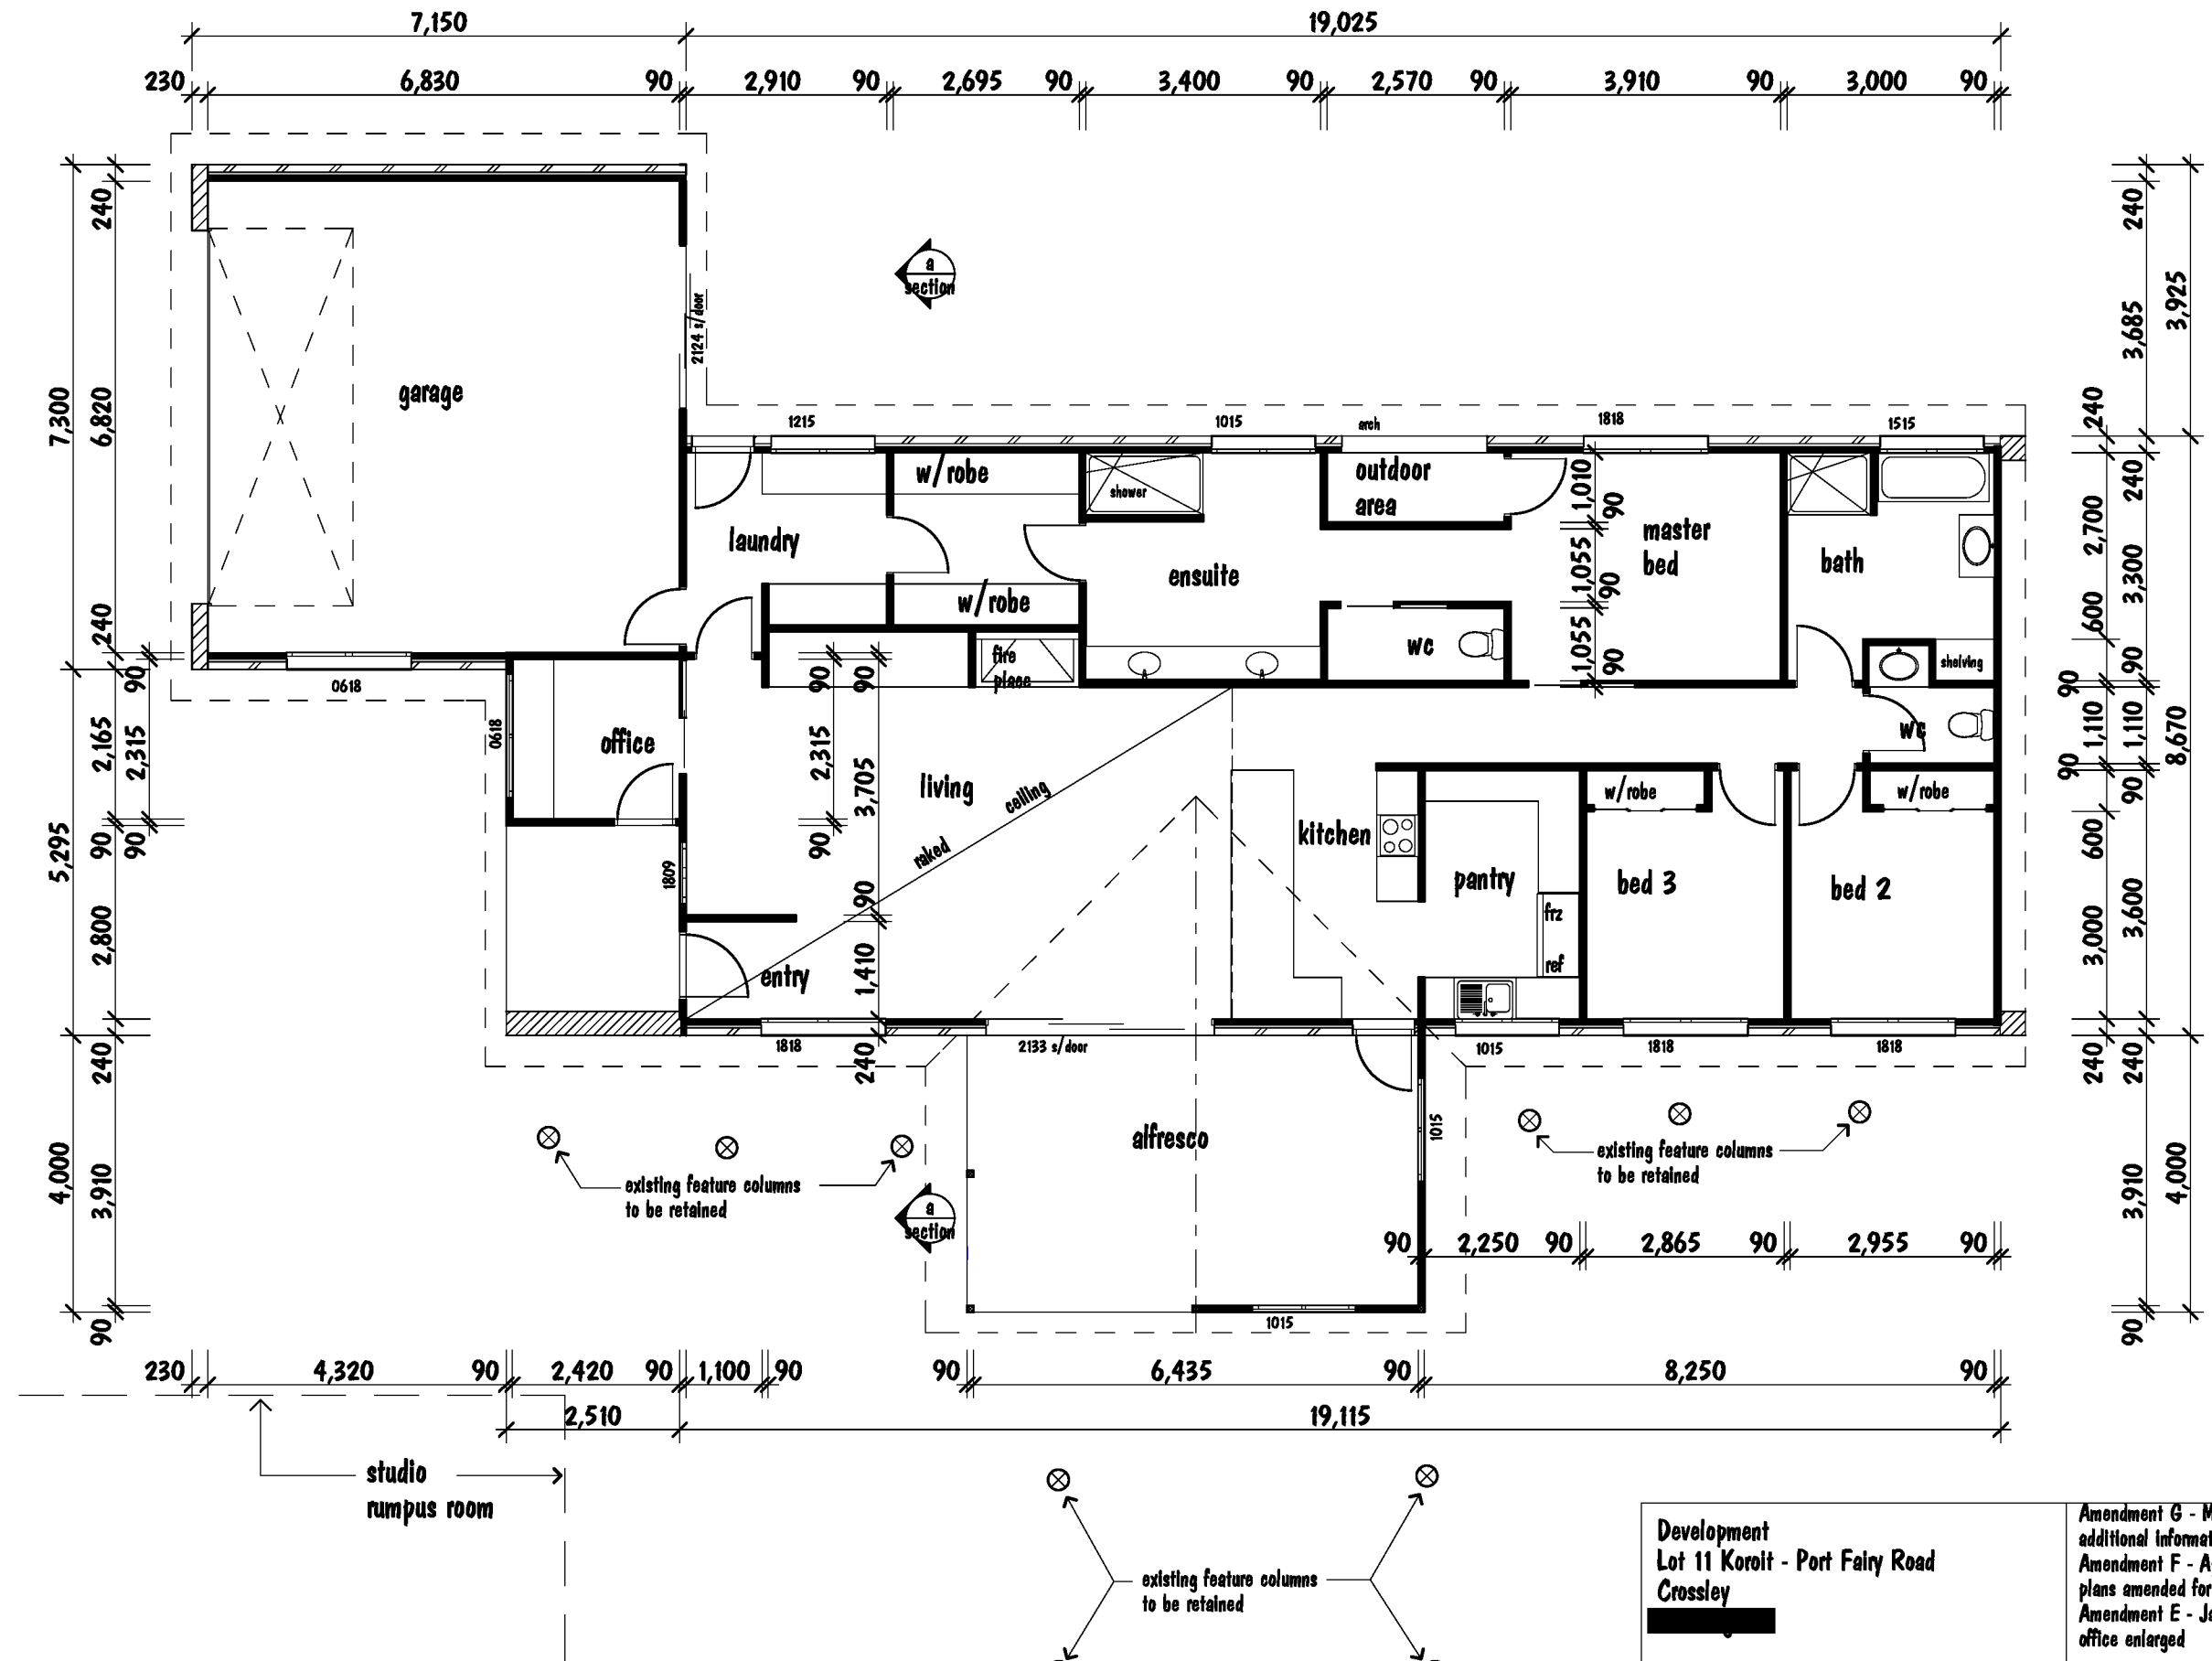 7,150
19,025
230
6,830
90
2,910
90
2,695
90
3,400
90
2,570
90
3,910
90
3,000
90
240
6,820
7,300
240
90
2,165
2,315
90
90
5,295
2,800
240
4,000
3,910
90
240
3,685
3,925
240
240
2,700
3,300
600
90
90
1,110
1,110
8,670
90
90
600
3,600
3,000
240
240
3,910
4,000
90
a
section
2124 s/door
garage
1215
1015
arch
1818
1515
w/robe
shower
outdoor
area
1,010
90
laundry
master
bed
bath
1,055
90
ensuite
w/robe
1,055
90
wc
fire
place
shelving
0618
0618
office
90
90
2,315
3,705
90
living
raked
ceiling
wc
w/robe
w/robe
kitchen
1809
90
pantry
bed 3
bed 2
frz
ref
entry
1,410
240
1818
2133 s/door
1015
1818
1818
1015
alfresco
existing feature columns
to be retained
existing feature columns
to be retained
a
section
90
2,250
90
2,865
90
2,955
90
1015
230
4,320
90
2,420
90
1,100
90
90
6,435
90
8,250
90
2,510
19,115
studio
rumpus room
existing feature columns
to be retained
Development
Lot 11 Koroit - Port Fairy Road
Crossley
Amendment G - M
additional informat
Amendment F - A
plans amended for
Amendment E - Ja
office enlarged